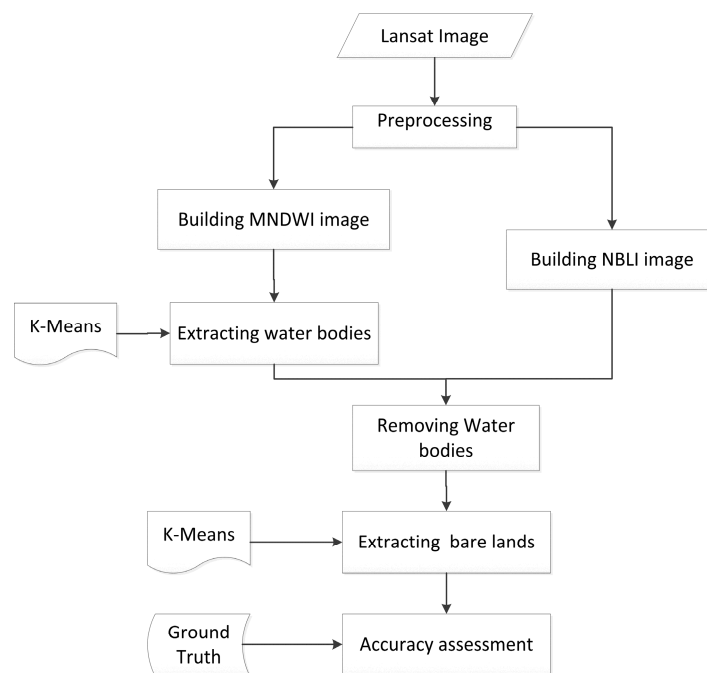 Lansat Image
Preprocessing
Building MNDWI image
Building NBLI image
K-Means
Extracting water bodies
Removing Water
bodies
K-Means
Extracting bare lands
Ground
Truth
Accuracy assessment